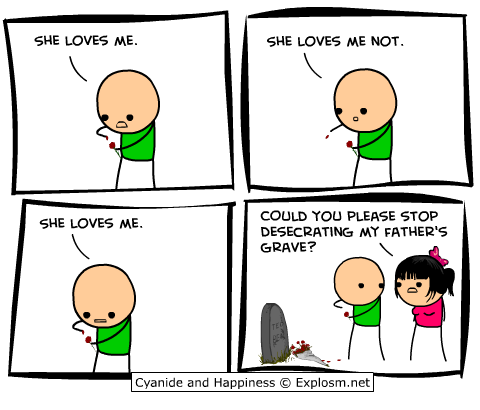 SHE LOVES ME.
SHE LOVES ME NOT.
SHE LOVES ME.
COULD YOU PLEASE STOP
DESECRATING MY FATHER'S
GRAVE?
Cyanide and Happiness © Explosm.net